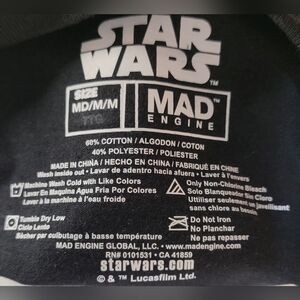 STAR
WARS™
SIZE
MD/M/M
MAD™
ENGINE
60% COTTON / ALGODON / COTON
40% POLYESTER / POLIESTER
MADE IN CHINA / HECHO EN CHINA / FABRIQUÉ EN CHINE
Wash inside out • Lavar de adentro hacia afuera • Laver à l'envers
Machine Wash Cold with Like Colors
Lavar en Maquina Agua Fria Por Colores
Laver à la machine à l'eau froide
Only Non-Chlorine Bleach
Solo Blanqueador Sin Cloro
Utiliser seulement un javellisant
sans chlore
Tumble Dry Low
Ciclo Lento
Sécher par culbutage à basse température
Do Not Iron
No Planchar
Ne pas repasser
MAD ENGINE GLOBAL, LLC. • www.madengine.com
RN# 0101531 • CA 41859
starwars.com
© & ™ Lucasfilm Ltd.